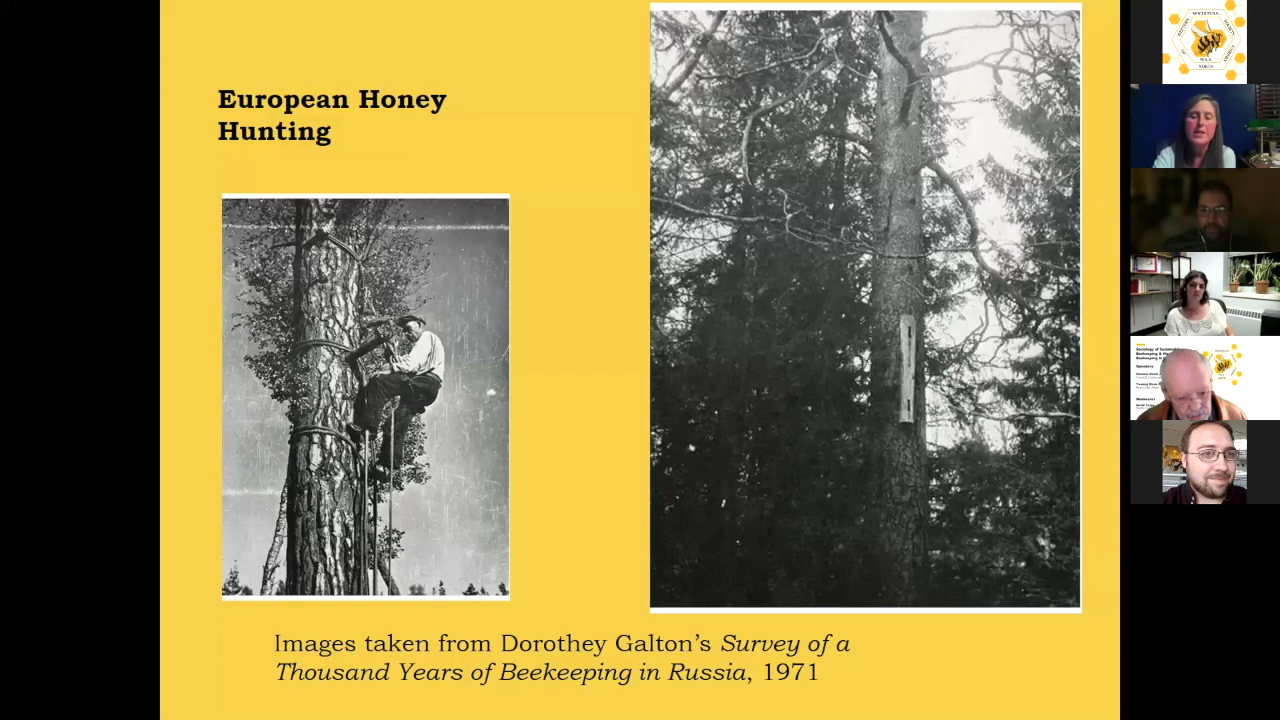 European Honey
Hunting
Images taken from Dorothey Galton's Survey of a
Thousand Years of Beekeeping in Russia, 1971